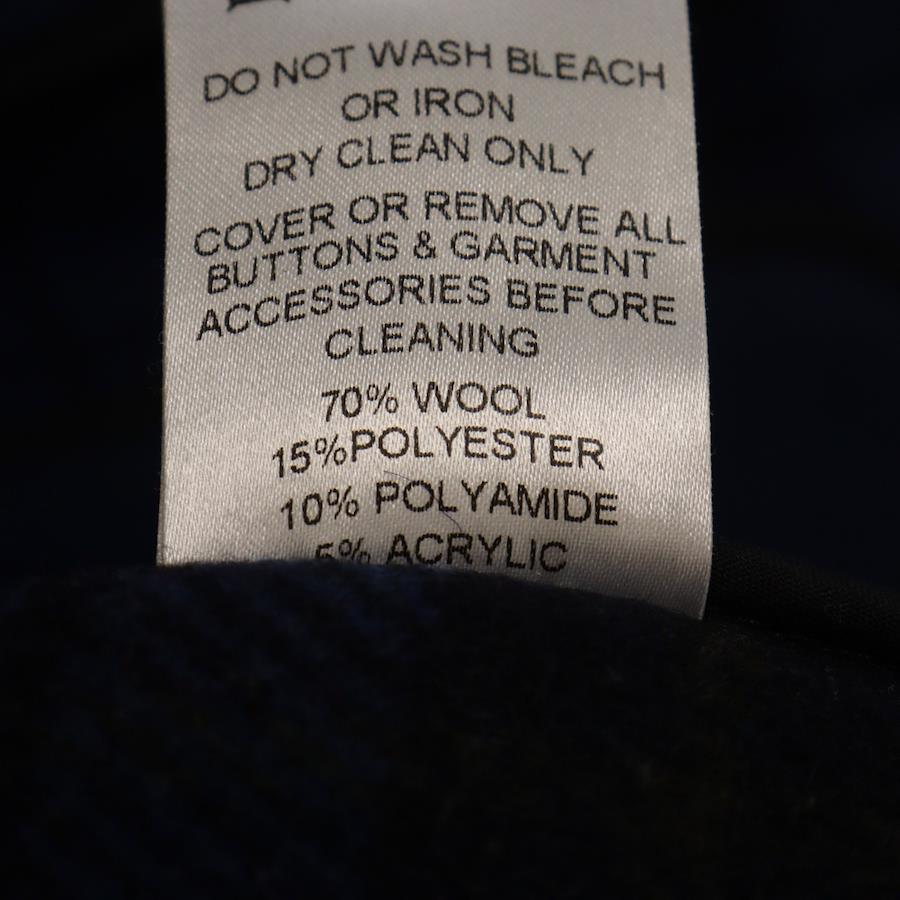 DO NOT WASH BLEACH
OR IRON
DRY CLEAN ONLY
COVER OR REMOVE ALL
BUTTONS & GARMENT
ACCESSORIES BEFORE
CLEANING
70% WOOL
15%POLYESTER
10% POLYAMIDE
5% ACRYLIC